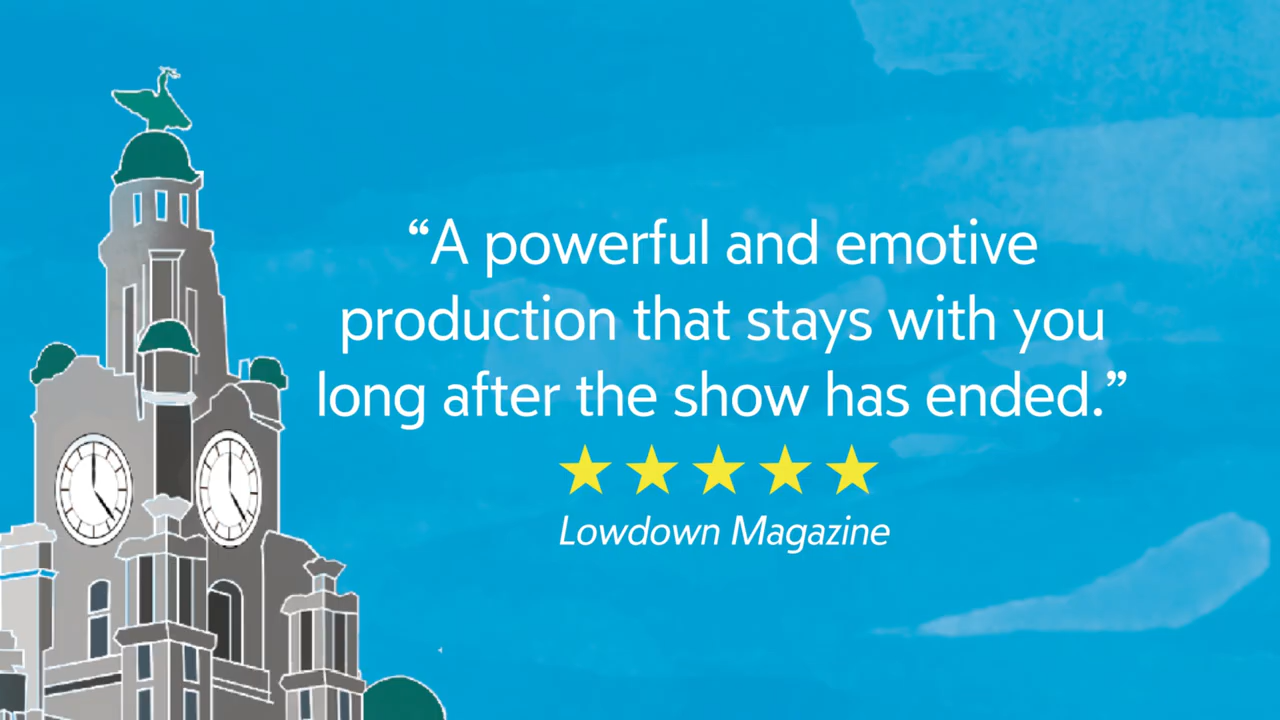 “A powerful and emotive
production that stays with you
long after the show has ended.”
Lowdown Magazine